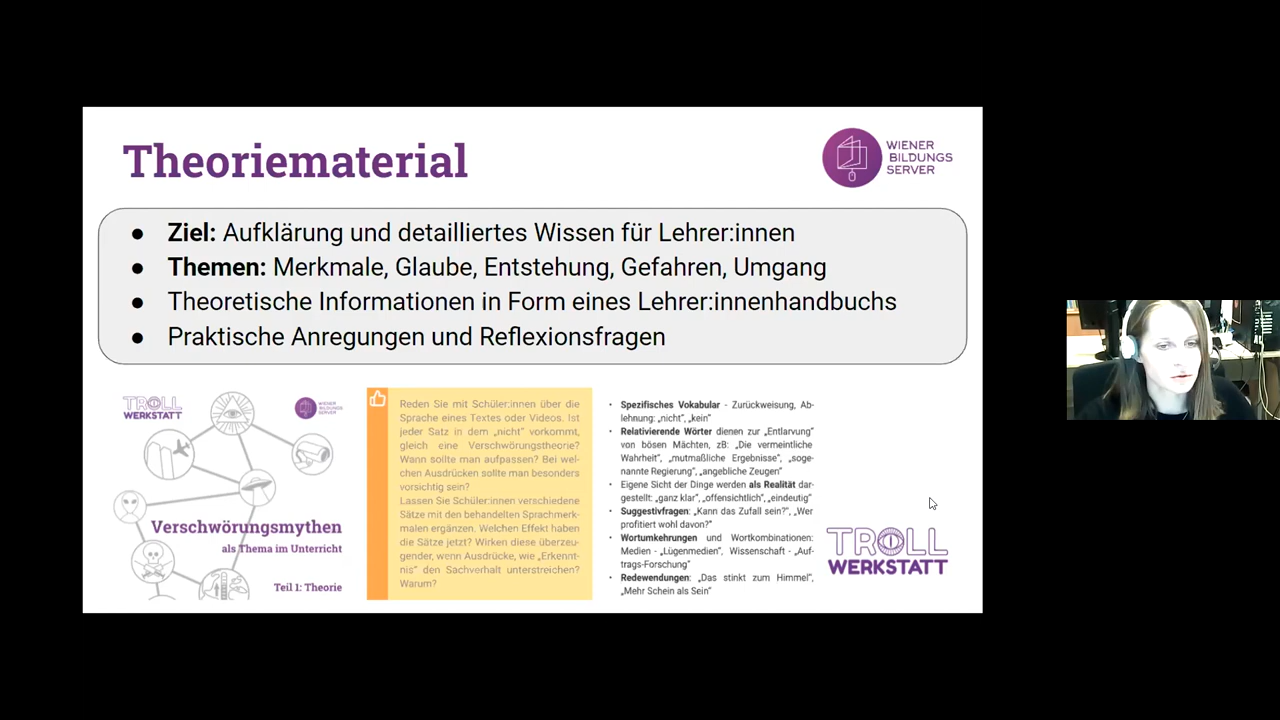 Theoriematerial
WIENER
BILDUNGS
SERVER
● Ziel: Aufklärung und detailliertes Wissen für Lehrer:innen
● Themen: Merkmale, Glaube, Entstehung, Gefahren, Umgang
● Theoretische Informationen in Form eines Lehrer:innenhandbuchs
● Praktische Anregungen und Reflexionsfragen
TROLL
WERKSTATT
WIENER
BILDUNGS
SERVER
Verschwörungsmythen
als Thema im Unterricht
Teil 1: Theorie
Reden Sie mit Schüler:innen über die
Sprache eines Textes oder Videos. Ist
jeder Satz in dem „nicht" vorkommt,
gleich eine Verschwörungstheorie?
Wann sollte man aufpassen? Bei wel-
chen Ausdrücken sollte man besonders
vorsichtig sein?
Lassen Sie Schüler:innen verschiedene
Sätze mit den behandelten Sprachmerk-
malen ergänzen. Welchen Effekt haben
die Sätze jetzt? Wirken diese überzeu-
gender, wenn Ausdrücke, wie „Erkennt-
nis" den Sachverhalt unterstreichen?
Warum?
• Spezifisches Vokabular - Zurückweisung, Ab-
lehnung: „nicht", „kein"
• Relativierende Wörter dienen zur „Entlarvung"
von bösen Mächten, zB: „Die vermeintliche
Wahrheit", „mutmaßliche Ergebnisse", „soge-
nannte Regierung", „angebliche Zeugen"
• Eigene Sicht der Dinge werden als Realität dar-
gestellt: „ganz klar", „offensichtlich", „eindeutig"
• Suggestivfragen: „Kann das Zufall sein?", „Wer
profitiert wohl davon?"
• Wortumkehrungen und Wortkombinationen:
Medien - „Lügenmedien", Wissenschaft - „Auf-
trags-Forschung"
• Redewendungen: „Das stinkt zum Himmel",
„Mehr Schein als Sein"
TROLL
WERKSTATT